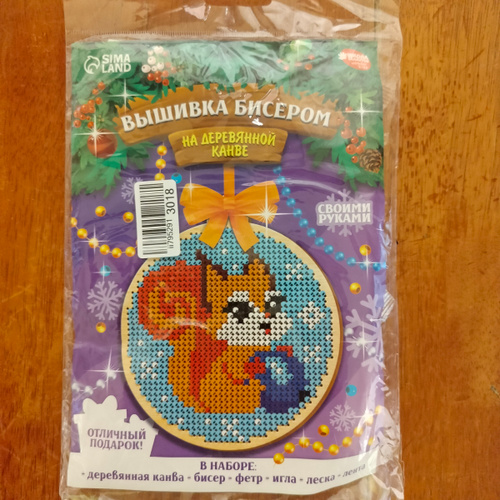 SIMA
LAND
ВЫШИВКА БИСЕРОМ
НА ДЕРЕВЯННОЙ
КАНВЕ
СВОИМИ
РУКАМИ
3018
ОТЛИЧНЫЙ
ПОДАРОК!
В НАБОРЕ:
• деревянная канва • бисер • фетр • игла • леска • лента